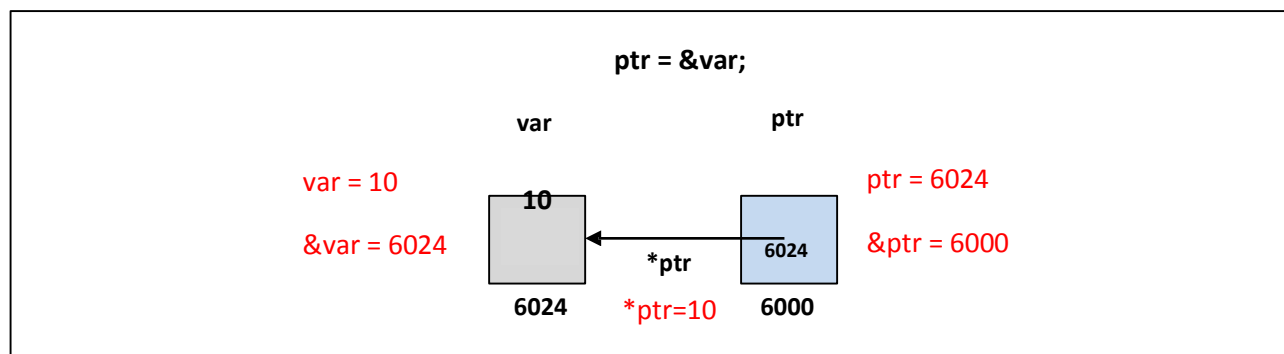 ptr = &var;
var
ptr
var = 10
10
ptr = 6024
&var = 6024
*ptr
6024
&ptr = 6000
6024
*ptr=10
6000